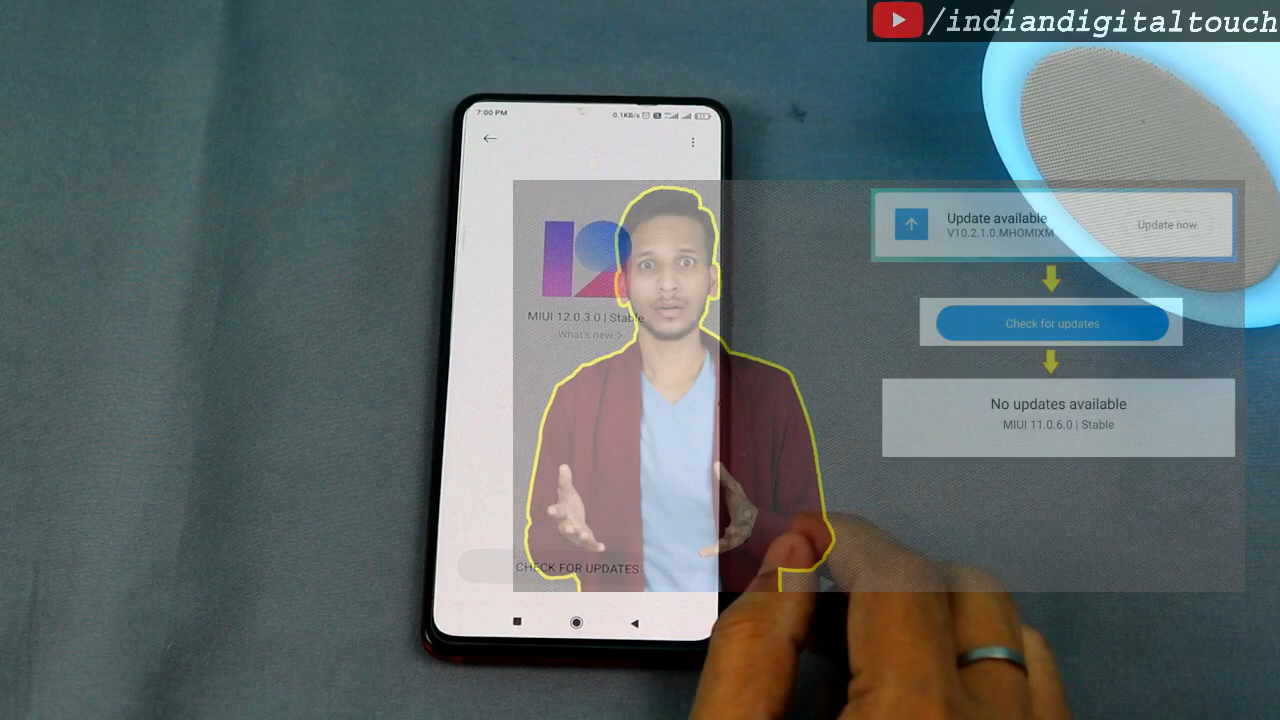 /indiandigitaltouch
7:00 PM
0.1KB/s
MIUI 12.0.3.0 | Stable
What's new >
CHECK FOR UPDATES
Update available
V10.2.1.0.MHOMIXM
Update now
Check for updates
No updates available
MIUI 11.0.6.0 | Stable